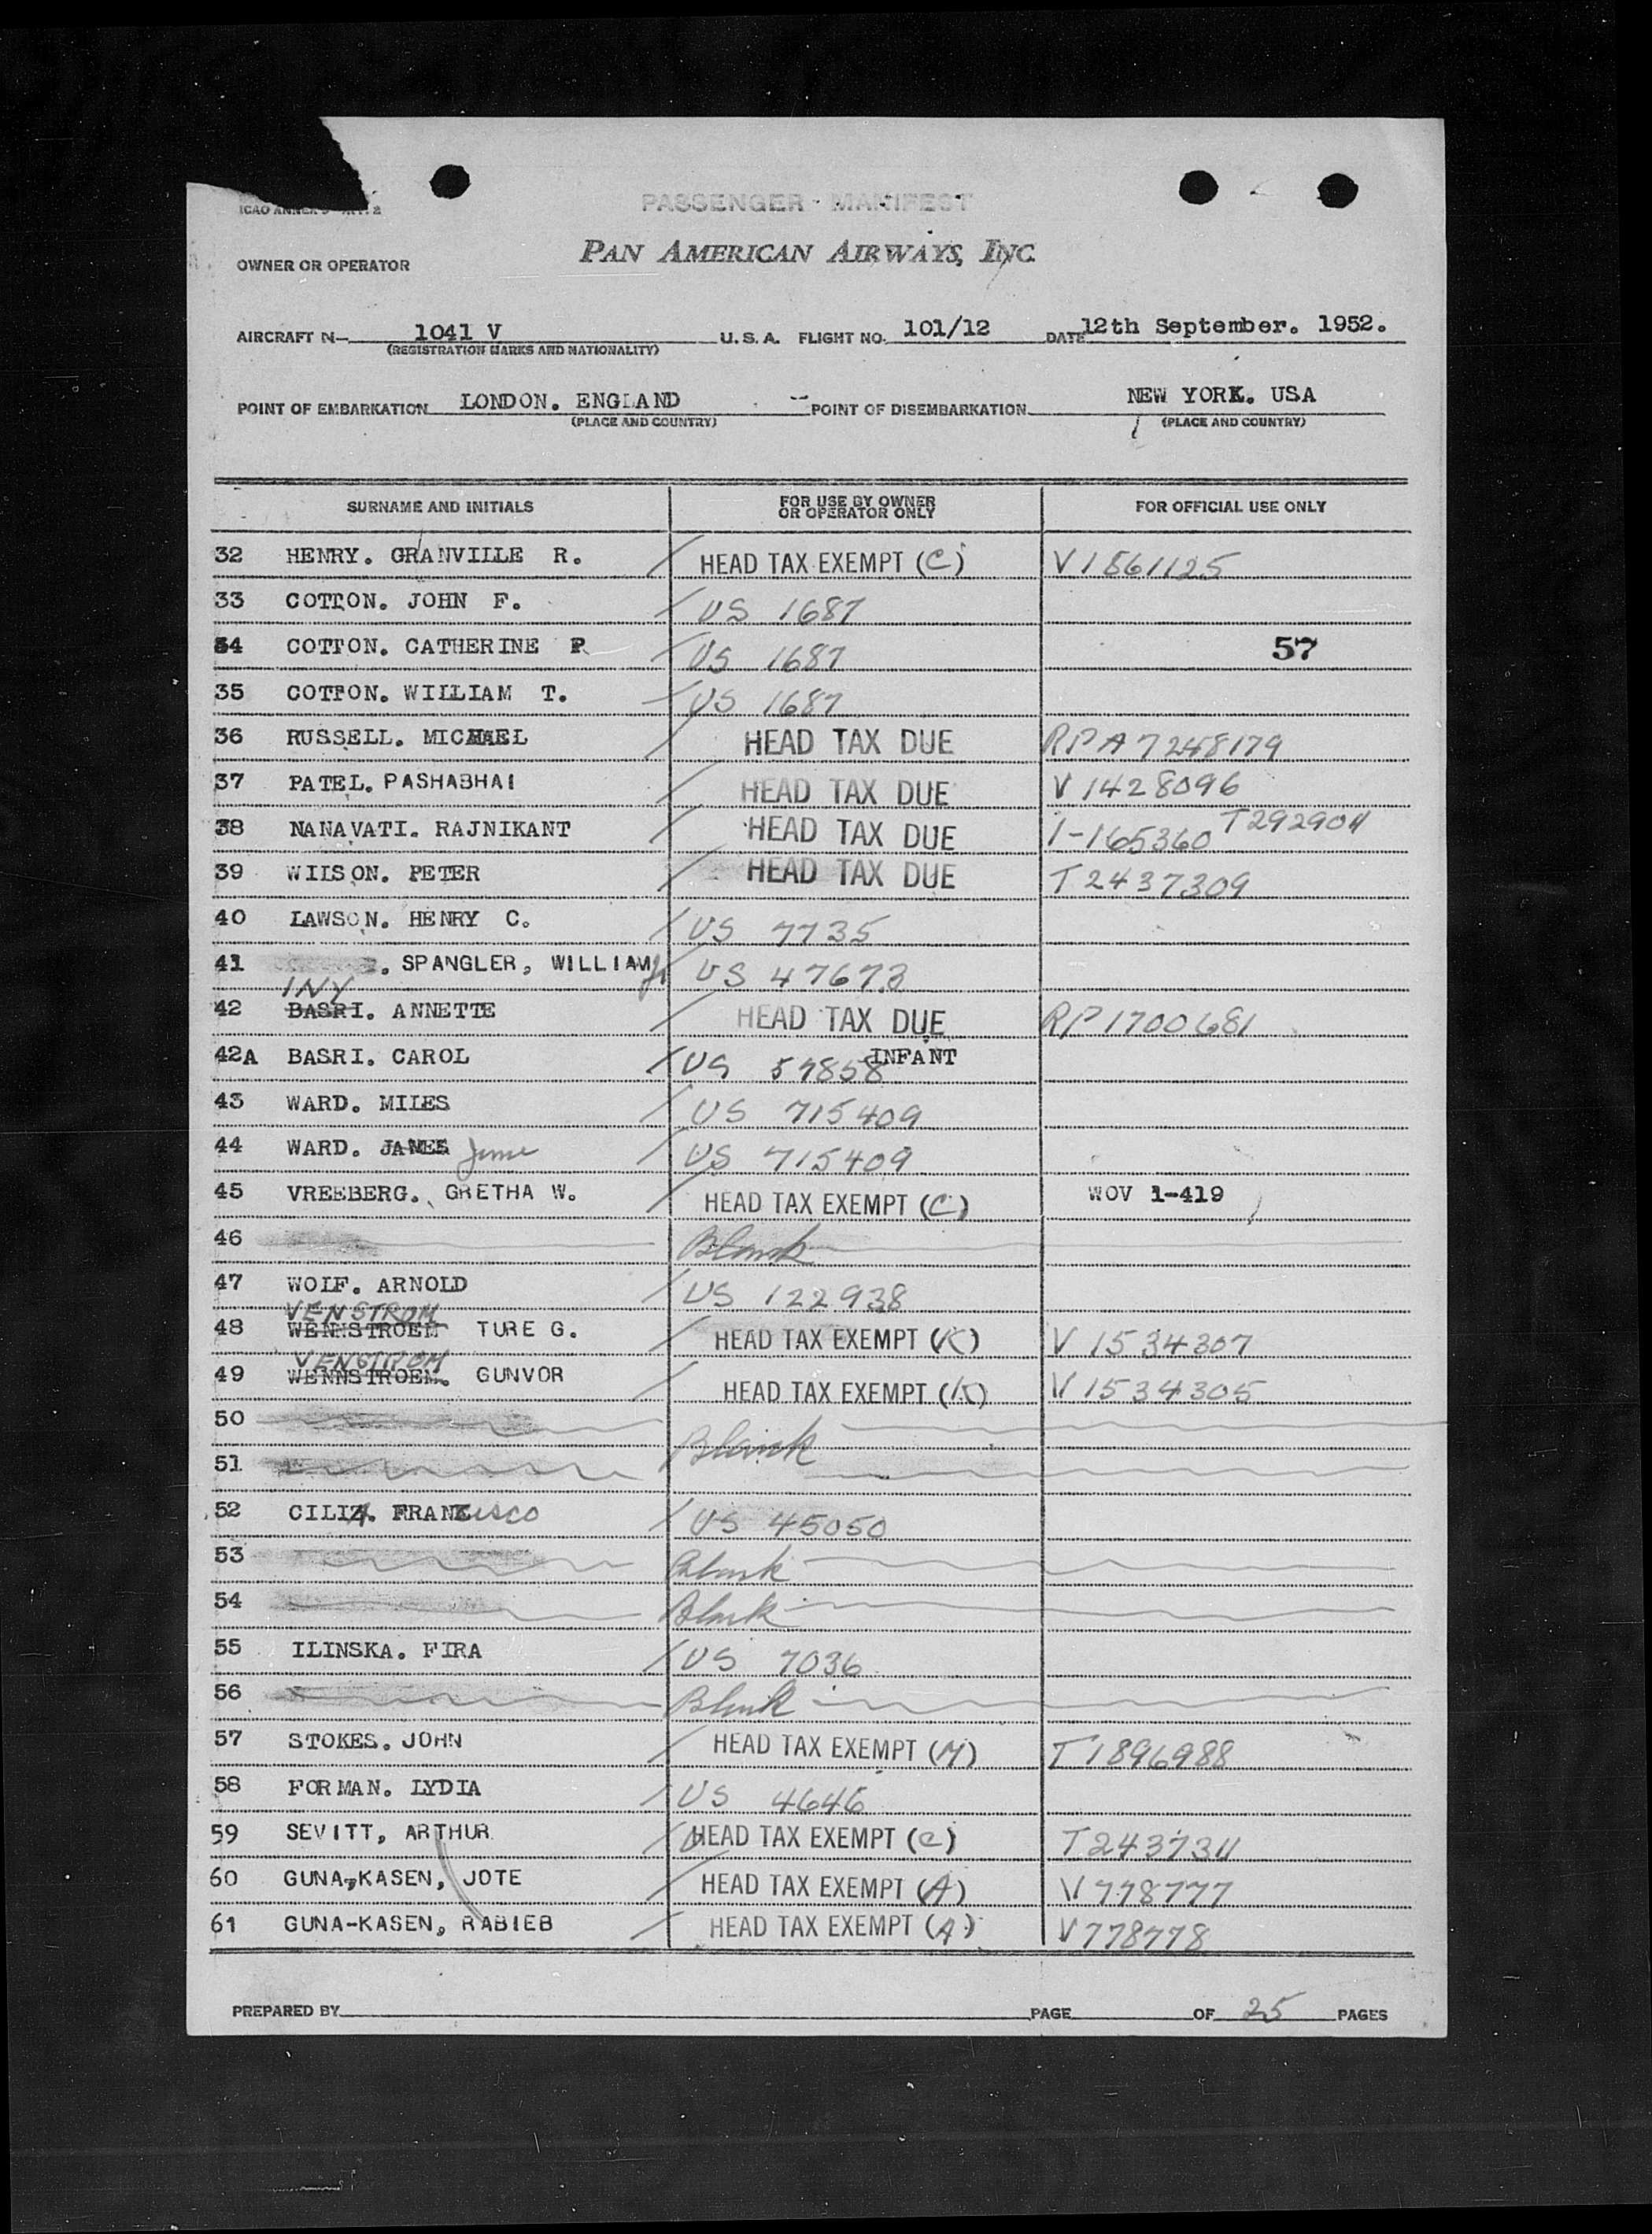 ICAO ANNEX
PASSENGER MANIFEST
PAN AMERICAN AIRWAYS, INC.
OWNER OR OPERATOR
AIRCRAFT N— 1041 V U. S. A. FLIGHT NO. 101/12 DATE 12th September. 1952.
(REGISTRATION MARKS AND NATIONALITY)
POINT OF EMBARKATION LONDON. ENGLAND POINT OF DISEMBARKATION NEW YORK. USA
(PLACE AND COUNTRY) (PLACE AND COUNTRY)
SURNAME AND INITIALS FOR USE BY OWNER OR OPERATOR ONLY FOR OFFICIAL USE ONLY
32 HENRY. GRANVILLE R. HEAD TAX EXEMPT (C) V1861125
33 COTTON. JOHN F. US 1687
34 COTTON. CATHERINE P US 1687 57
35 COTTON. WILLIAM T. US 1687
36 RUSSELL. MICHAEL HEAD TAX DUE RPA7248179
37 PATEL. PASHABHAI HEAD TAX DUE V1428096
38 NANAVATI. RAJNIKANT HEAD TAX DUE 1-165360 T292904
39 WILSON. PETER HEAD TAX DUE T2437309
40 LAWSON. HENRY C. US 7735
41 . SPANGLER, WILLIAM Jr US 47673
INY
42 BASRI. ANNETTE HEAD TAX DUE RP1700681
42A BASRI. CAROL US 57858 INFANT
43 WARD. MILES US 715409
44 WARD. JAMES June US 715409
45 VREEBERG. GRETHA W. HEAD TAX EXEMPT (C) WOV 1-419
46 Blank
47 WOLF. ARNOLD US 122938
VENSTROM
48 WENNSTROEM TURE G. HEAD TAX EXEMPT (K) V 1534307
VENSTROM
49 WENNSTROEM. GUNVOR HEAD TAX EXEMPT (K) V1534305
50
Blank
51
52 CILIA. FRANCISCO US 45050
53 Blank
54 Blank
55 ILINSKA. FIRA US 7036
56 Blank
57 STOKES. JOHN HEAD TAX EXEMPT (M) T1896988
58 FORMAN. LYDIA US 4646
59 SEVITT, ARTHUR HEAD TAX EXEMPT (C) T2437311
60 GUNA-KASEN, JOTE HEAD TAX EXEMPT (A) V778777
61 GUNA-KASEN, RABIEB HEAD TAX EXEMPT (A) V778778
PREPARED BY PAGE OF 25 PAGES